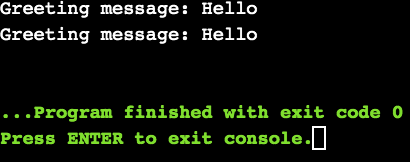 Greeting message: Hello
Greeting message: Hello
...Program finished with exit code 0
Press ENTER to exit console.